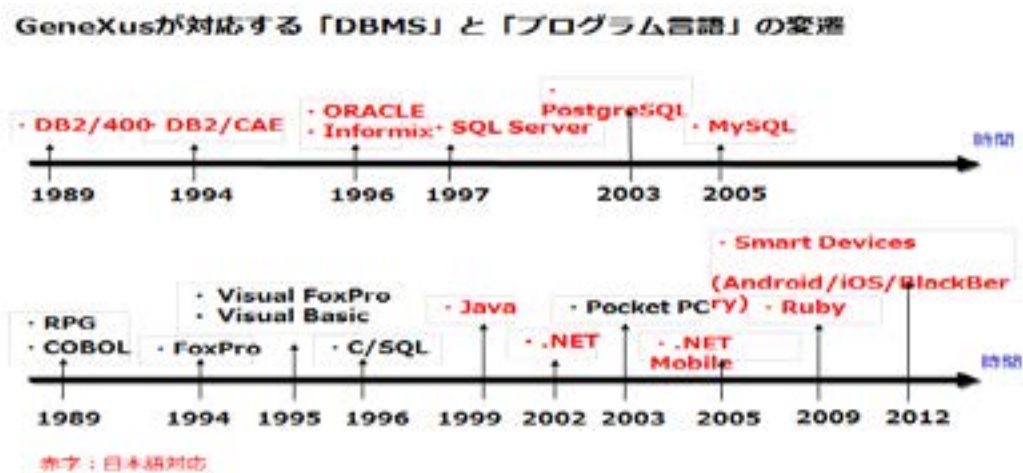 GeneXusが対応する「DBMS」と「プログラム言語」の変遷
・DB2/400
・DB2/CAE
・ORACLE
・Informix
・SQL Server
・
PostgreSQL
・MySQL
時間
1989
1994
1996
1997
2003
2005
・RPG
・COBOL
・FoxPro
・Visual FoxPro
・Visual Basic
・C/SQL
・Java
・.NET
・Pocket PC
・.NET
Mobile
・Ruby
・Smart Devices
(Android/iOS/BlackBer
ry)
時間
1989
1994
1995
1996
1999
2002
2003
2005
2009
2012
赤字：日本語対応